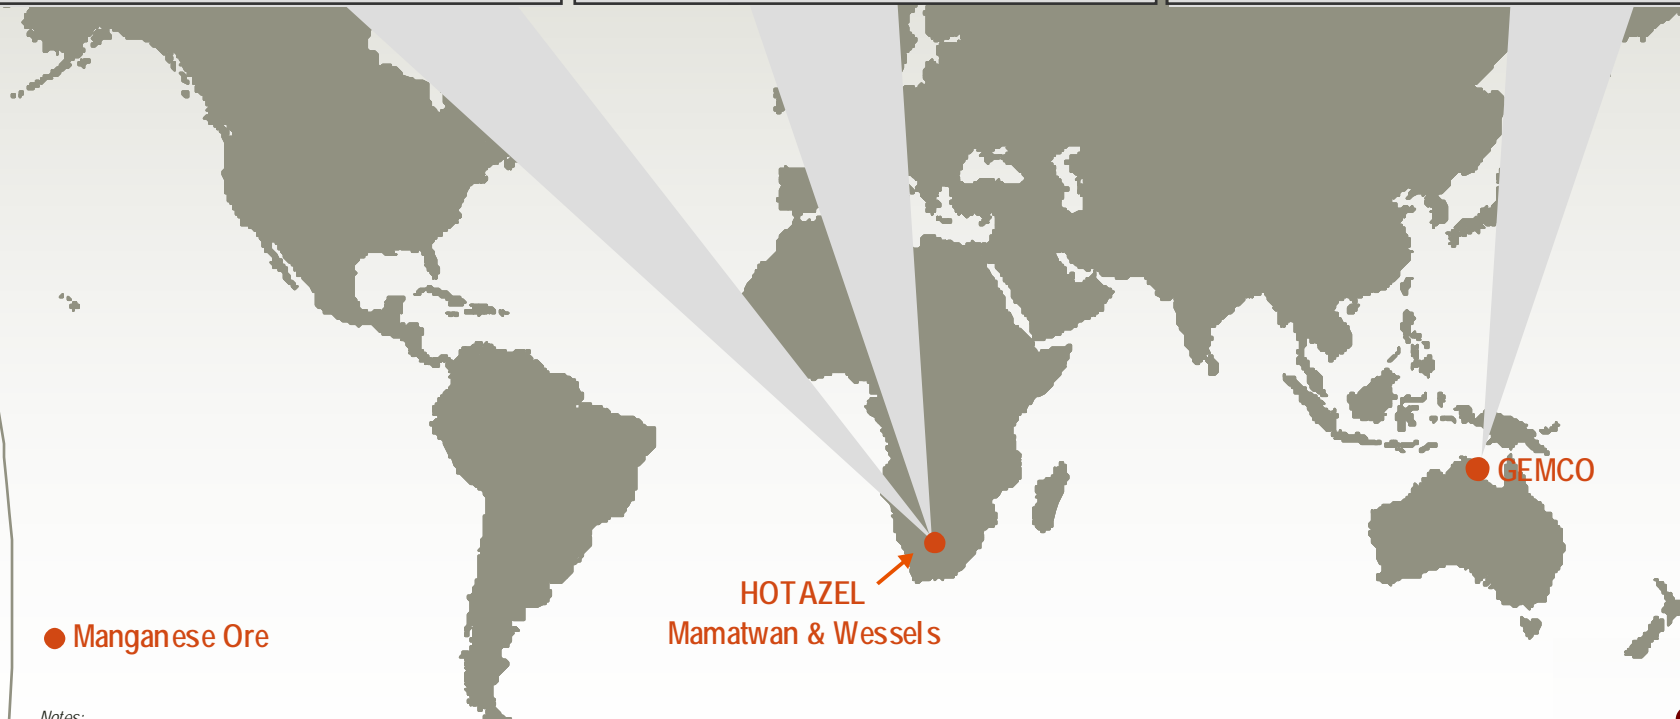 GEMCO
HOTAZEL
Mamatwan & Wessels
Manganese Ore
Notes: